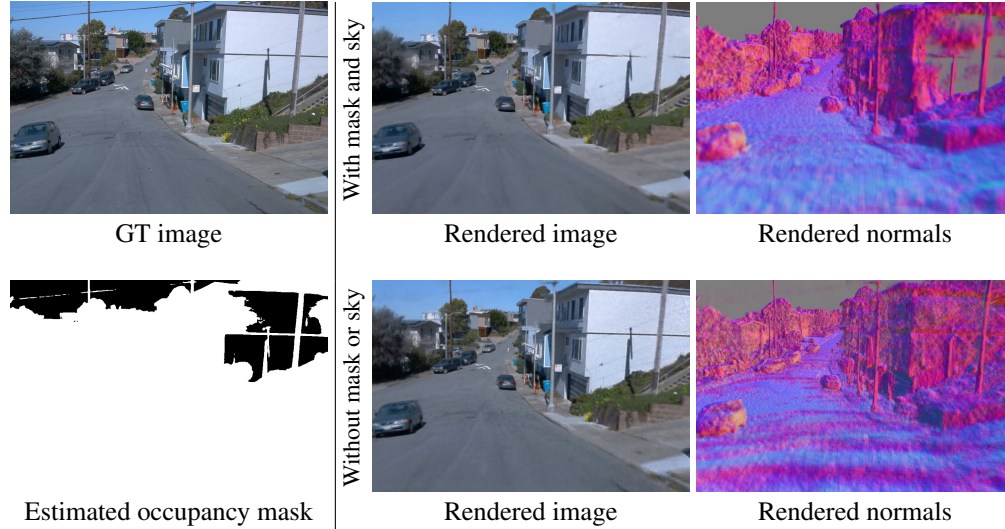 With mask and sky
GT image
Rendered image
Rendered normals
Without mask or sky
Estimated occupancy mask
Rendered image
Rendered normals